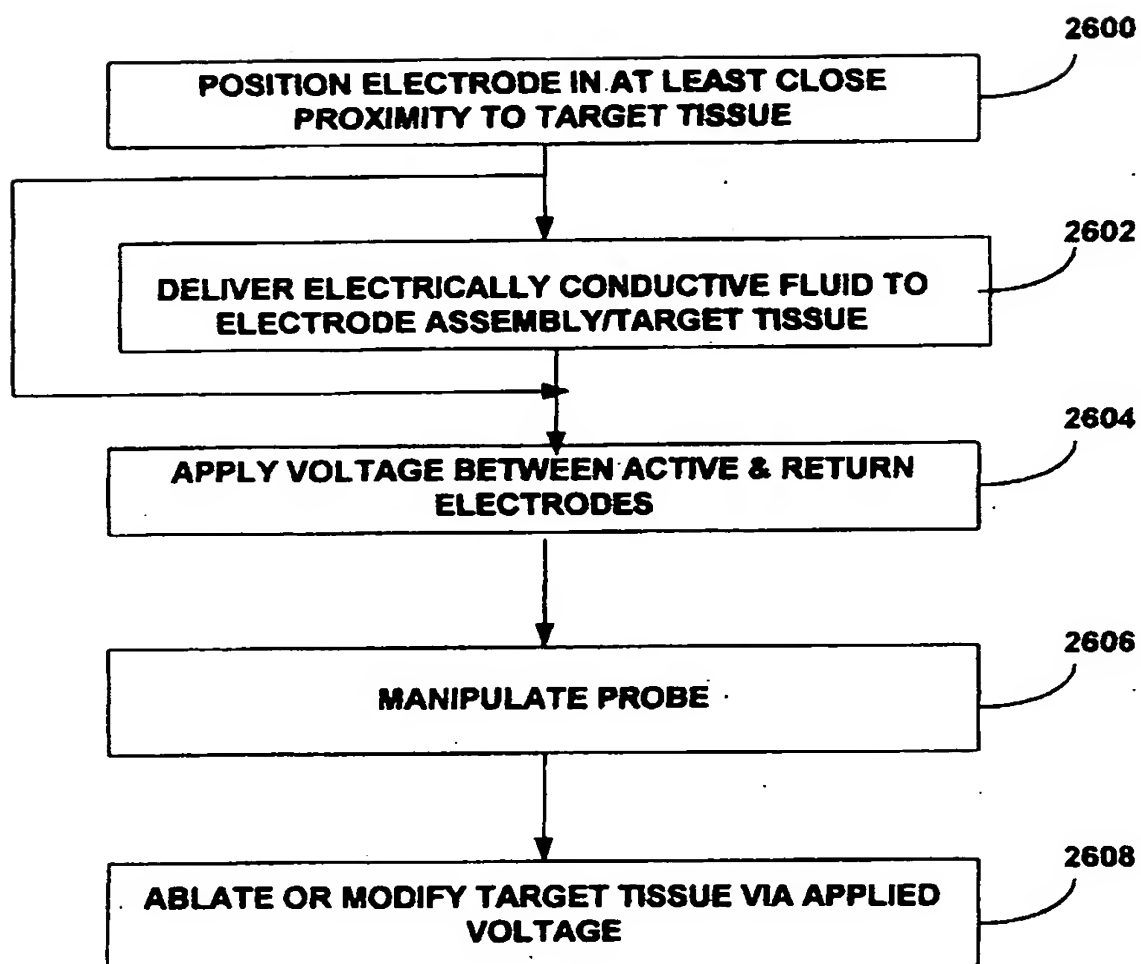 2600
POSITION ELECTRODE IN AT LEAST CLOSE
PROXIMITY TO TARGET TISSUE
2602
DELIVER ELECTRICALLY CONDUCTIVE FLUID TO
ELECTRODE ASSEMBLY/TARGET TISSUE
2604
APPLY VOLTAGE BETWEEN ACTIVE & RETURN
ELECTRODES
2606
MANIPULATE PROBE
2608
ABLATE OR MODIFY TARGET TISSUE VIA APPLIED
VOLTAGE